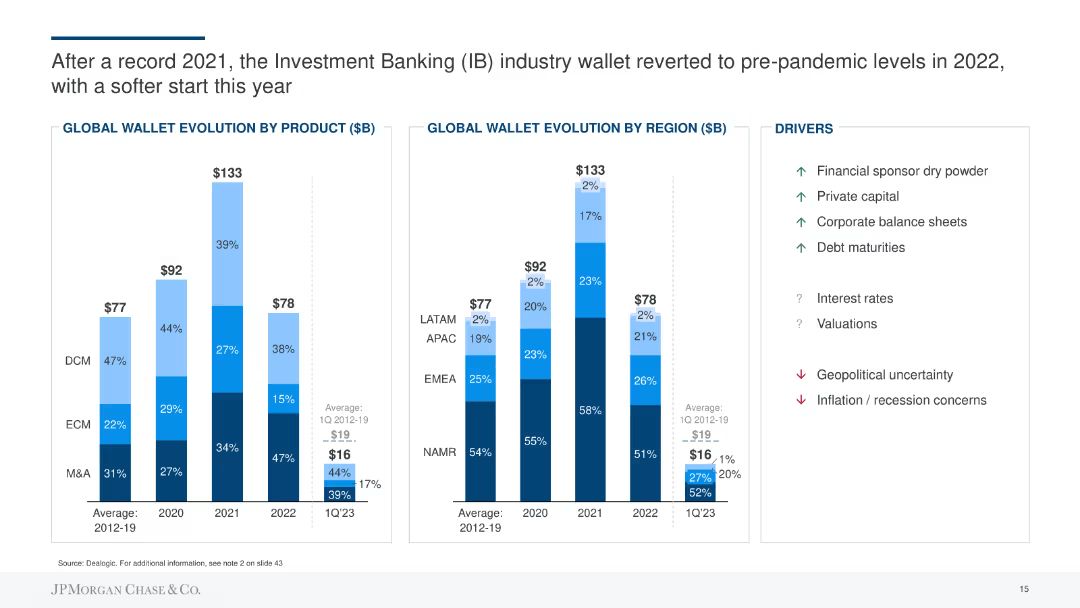 After a record 2021, the Investment Banking (IB) industry wallet reverted to pre-pandemic levels in 2022,
with a softer start this year
GLOBAL WALLET EVOLUTION BY PRODUCT ($B)
$133
39%
$92
$77
$78
44%
27%
38%
DCM
47%
29%
15%
Average:
1Q 2012-19
ECM
22%
$19
34%
47%
$16
M&A
31%
27%
44%
17%
39%
Average:
2012-19
2020
2021
2022
1Q'23
GLOBAL WALLET EVOLUTION BY REGION ($B)
$133
2%
17%
$92
2%
23%
$77
$78
20%
LATAM
2%
2%
APAC
19%
21%
23%
EMEA
25%
26%
58%
Average:
1Q 2012-19
$19
NAMR
54%
55%
51%
$16
1%
27%
20%
52%
Average:
2012-19
2020
2021
2022
1Q'23
DRIVERS
↑ Financial sponsor dry powder
↑ Private capital
↑ Corporate balance sheets
↑ Debt maturities
? Interest rates
? Valuations
↓ Geopolitical uncertainty
↓ Inflation / recession concerns
Source: Dealogic. For additional information, see note 2 on slide 43
JPMORGAN CHASE & CO.
15